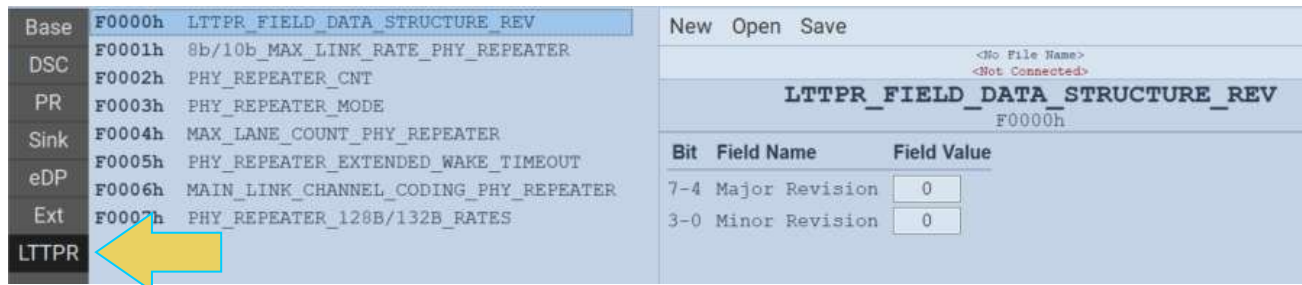 Base
DSC
PR
Sink
eDP
Ext
LTTPR
F0000h LTTPR_FIELD_DATA_STRUCTURE_REV
F0001h 8b/10b_MAX_LINK_RATE_PHY_REPEATER
F0002h PHY_REPEATER_CNT
F0003h PHY_REPEATER_MODE
F0004h MAX_LANE_COUNT_PHY_REPEATER
F0005h PHY_REPEATER_EXTENDED_WAKE_TIMEOUT
F0006h MAIN_LINK_CHANNEL_CODING_PHY_REPEATER
F0007h PHY_REPEATER_128B/132B_RATES
New Open Save
<No File Name>
<Not Connected>
LTTPR_FIELD_DATA_STRUCTURE_REV
F0000h
Bit Field Name Field Value
7-4 Major Revision 0
3-0 Minor Revision 0